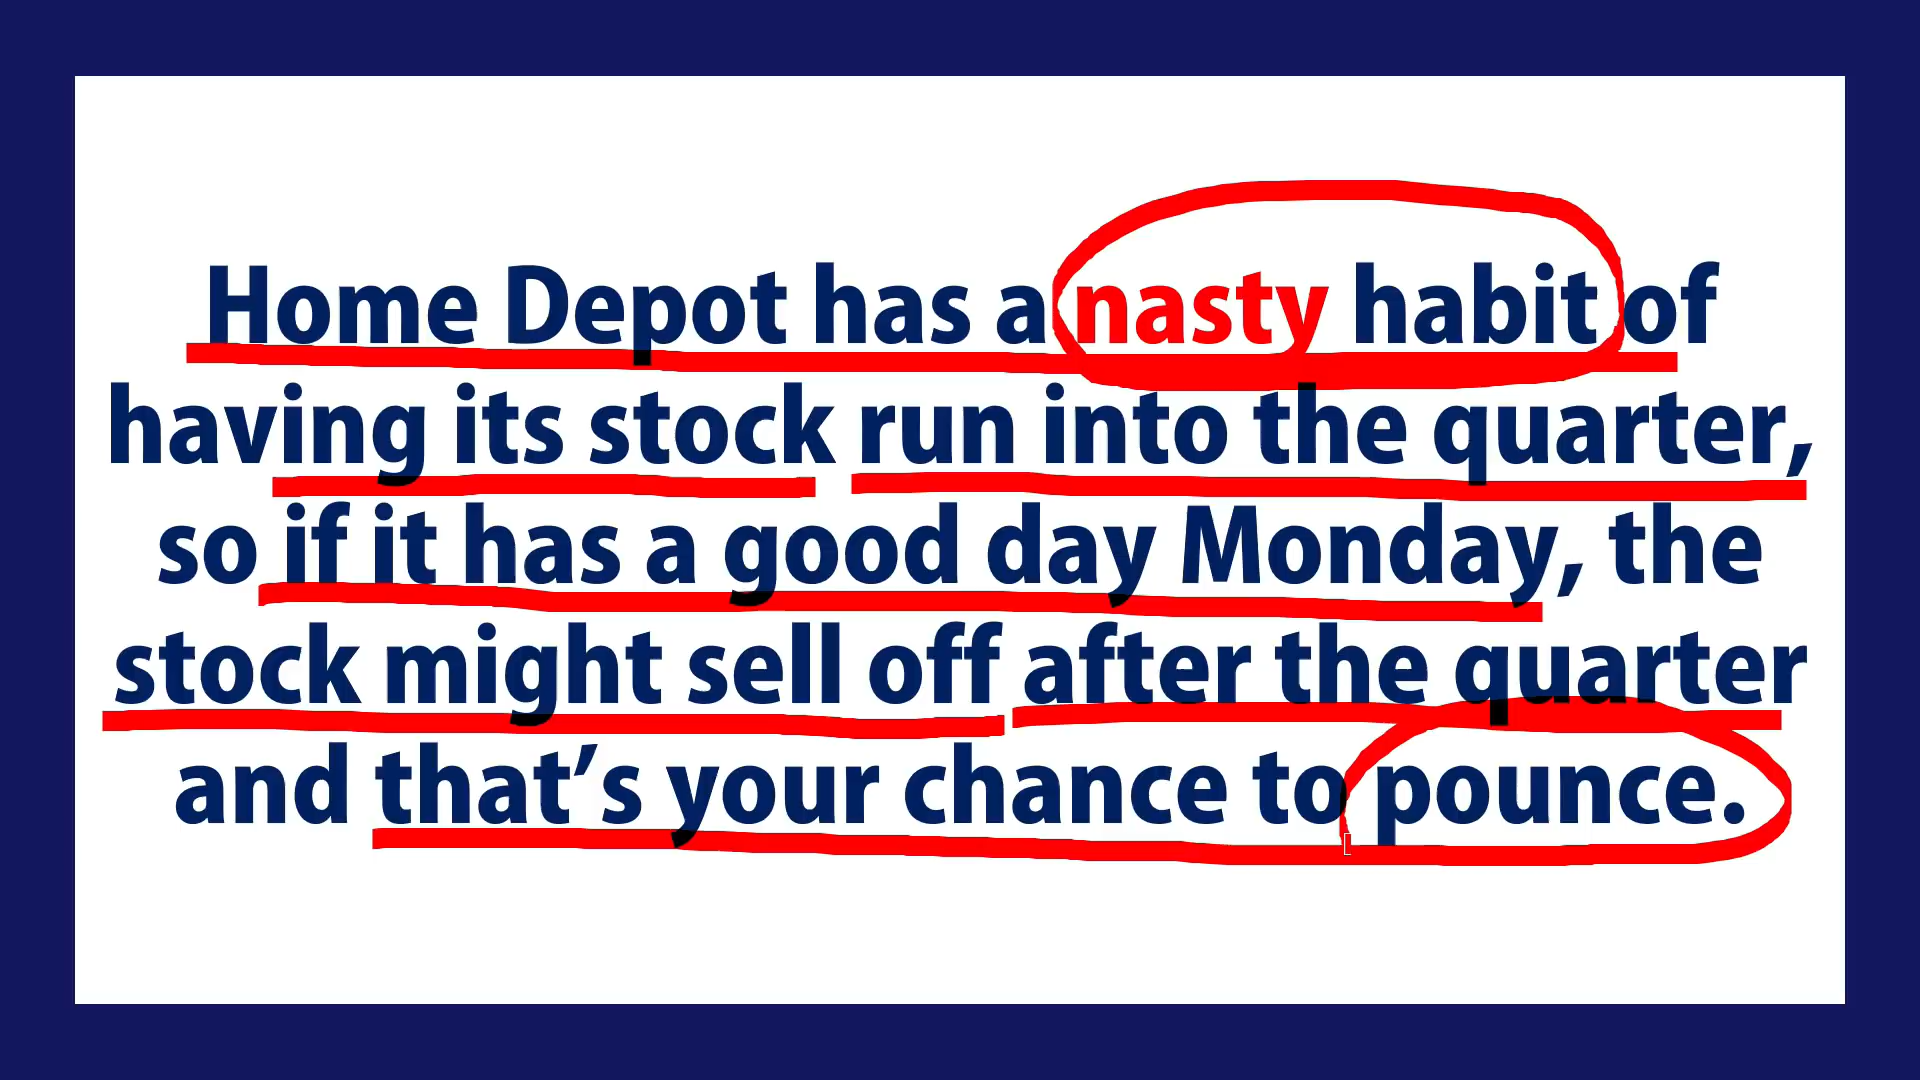 Home Depot has a nasty habit of
having its stock run into the quarter,
so if it has a good day Monday, the
stock might sell off after the quarter
and that’s your chance to pounce.